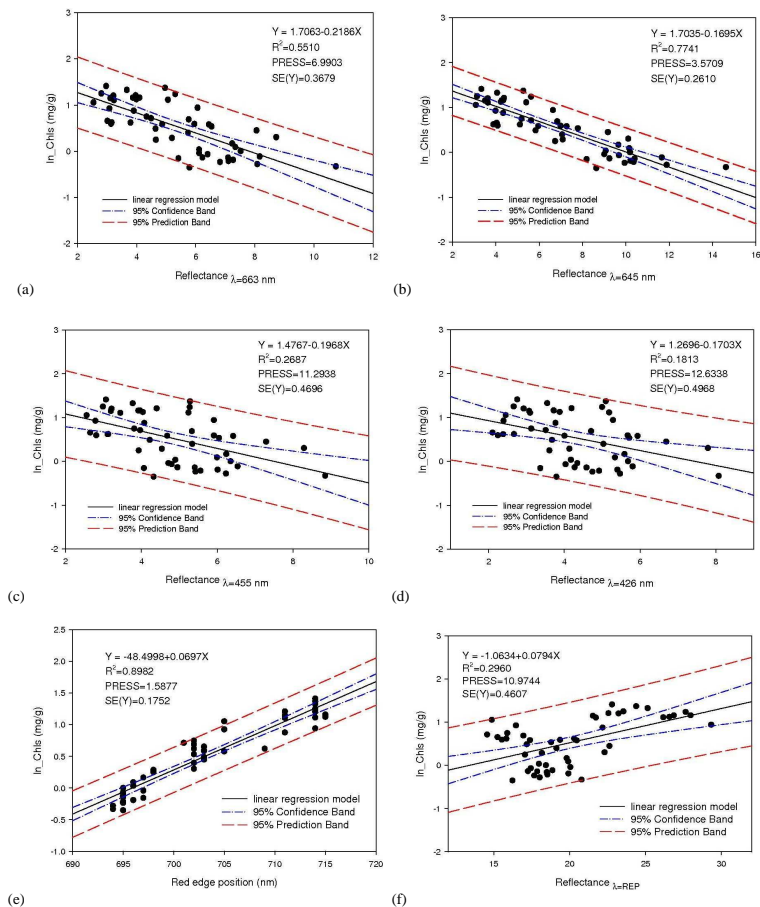 3
2
1
0
-1
-2
2
4
6
8
10
12
ln_Chls (mg/g)
Y = 1.7063-0.2186X
R²=0.5510
PRESS=6.9903
SE(Y)=0.3679
linear regression model
95% Confidence Band
95% Prediction Band
Reflectance λ=663 nm
(a)
3
2
1
0
-1
-2
2
4
6
8
10
12
14
16
ln_Chls (mg/g)
Y = 1.7035-0.1695X
R²=0.7741
PRESS=3.5709
SE(Y)=0.2610
linear regression model
95% Confidence Band
95% Prediction Band
Reflectance λ=645 nm
(b)
3
2
1
0
-1
-2
2
4
6
8
10
ln_Chls (mg/g)
Y = 1.4767-0.1968X
R²=0.2687
PRESS=11.2938
SE(Y)=0.4696
linear regression model
95% Confidence Band
95% Prediction Band
Reflectance λ=455 nm
(c)
3
2
1
0
-1
-2
2
4
6
8
ln_Chls (mg/g)
Y = 1.2696-0.1703X
R²=0.1813
PRESS=12.6338
SE(Y)=0.4968
linear regression model
95% Confidence Band
95% Prediction Band
Reflectance λ=426 nm
(d)
2.5
2.0
1.5
1.0
0.5
0.0
-0.5
-1.0
690
695
700
705
710
715
720
ln_Chls (mg/g)
Y = -48.4998+0.0697X
R²=0.8982
PRESS=1.5877
SE(Y)=0.1752
linear regression model
95% Confidence Band
95% Prediction Band
Red edge position (nm)
(e)
3
2
1
0
-1
-2
15
20
25
30
ln_Chls (mg/g)
Y = -1.0634+0.0794X
R²=0.2960
PRESS=10.9744
SE(Y)=0.4607
linear regression model
95% Confidence Band
95% Prediction Band
Reflectance λ=REP
(f)